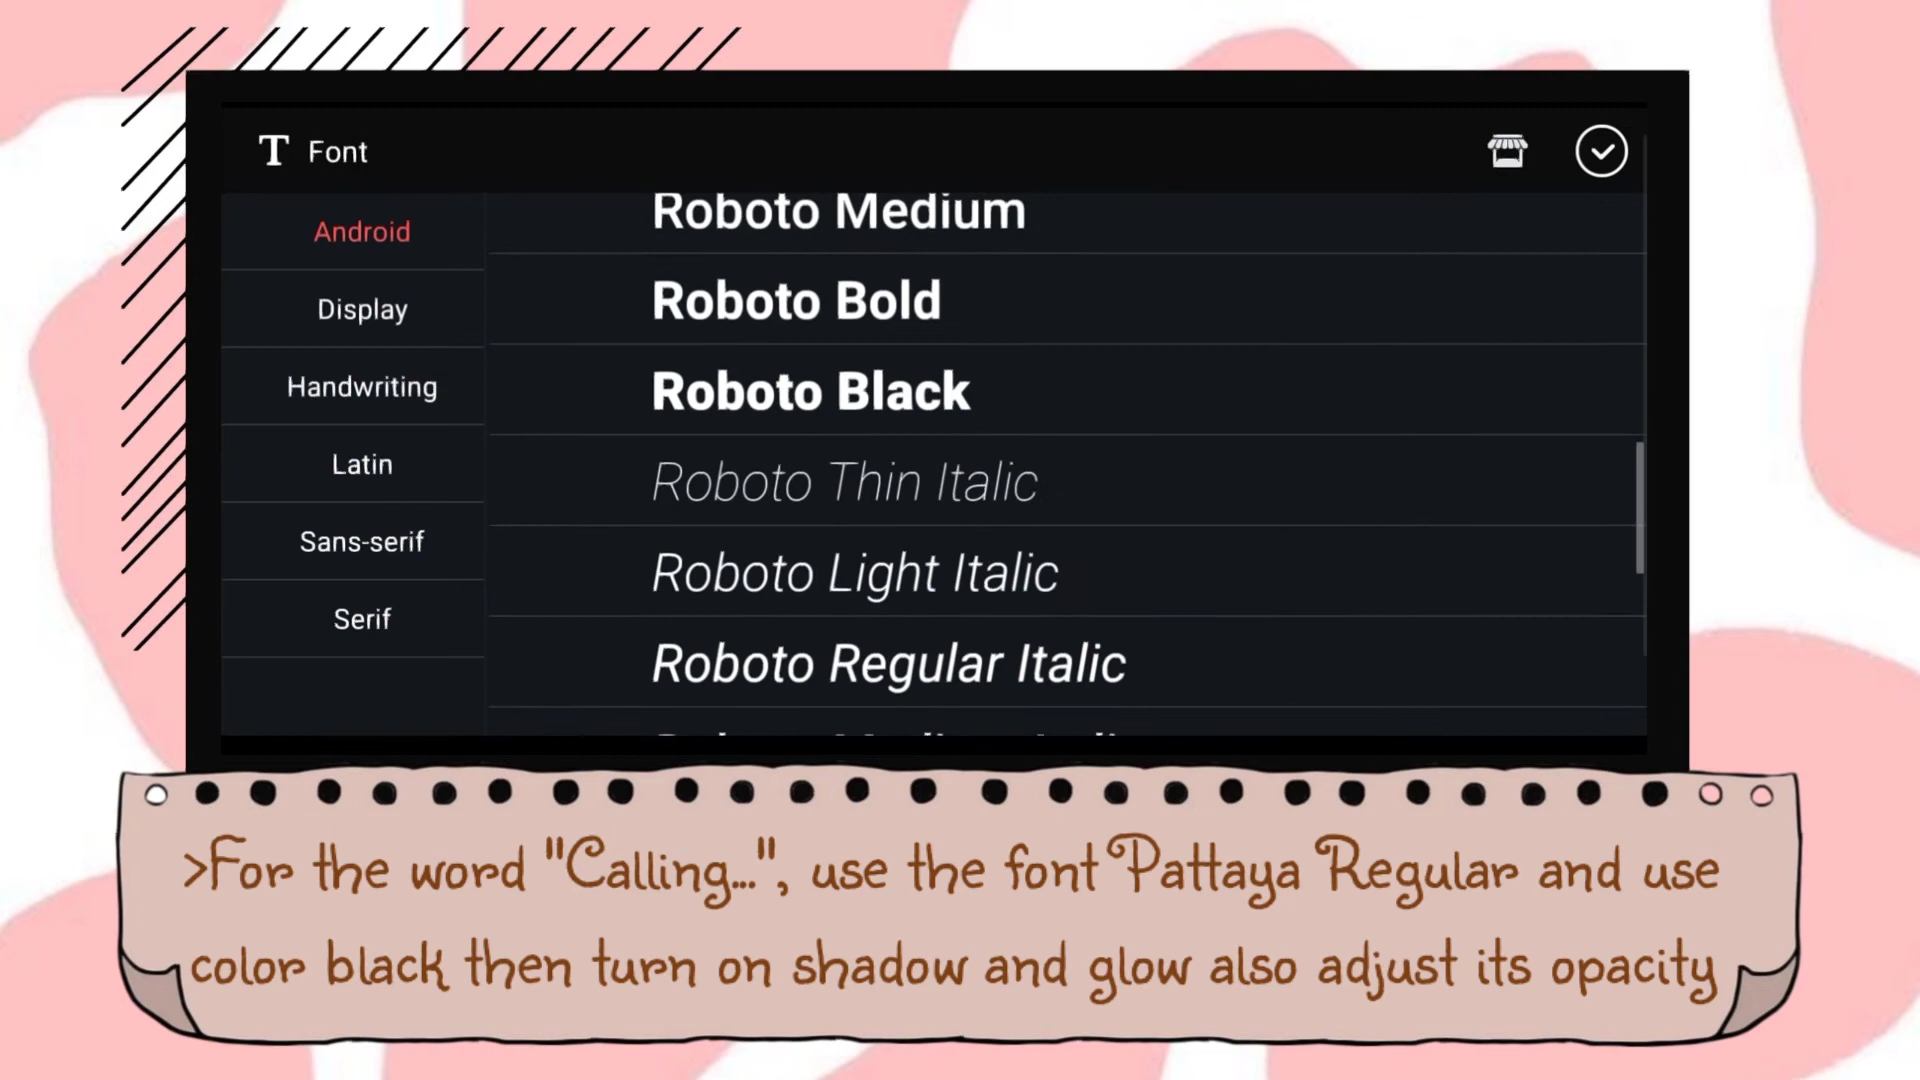 T Font
Android
Display
Handwriting
Latin
Sans-serif
Serif
Roboto Medium
Roboto Bold
Roboto Black
Roboto Thin Italic
Roboto Light Italic
Roboto Regular Italic
>For the word "Calling...", use the font Pattaya Regular and use
color black then turn on shadow and glow also adjust its opacity